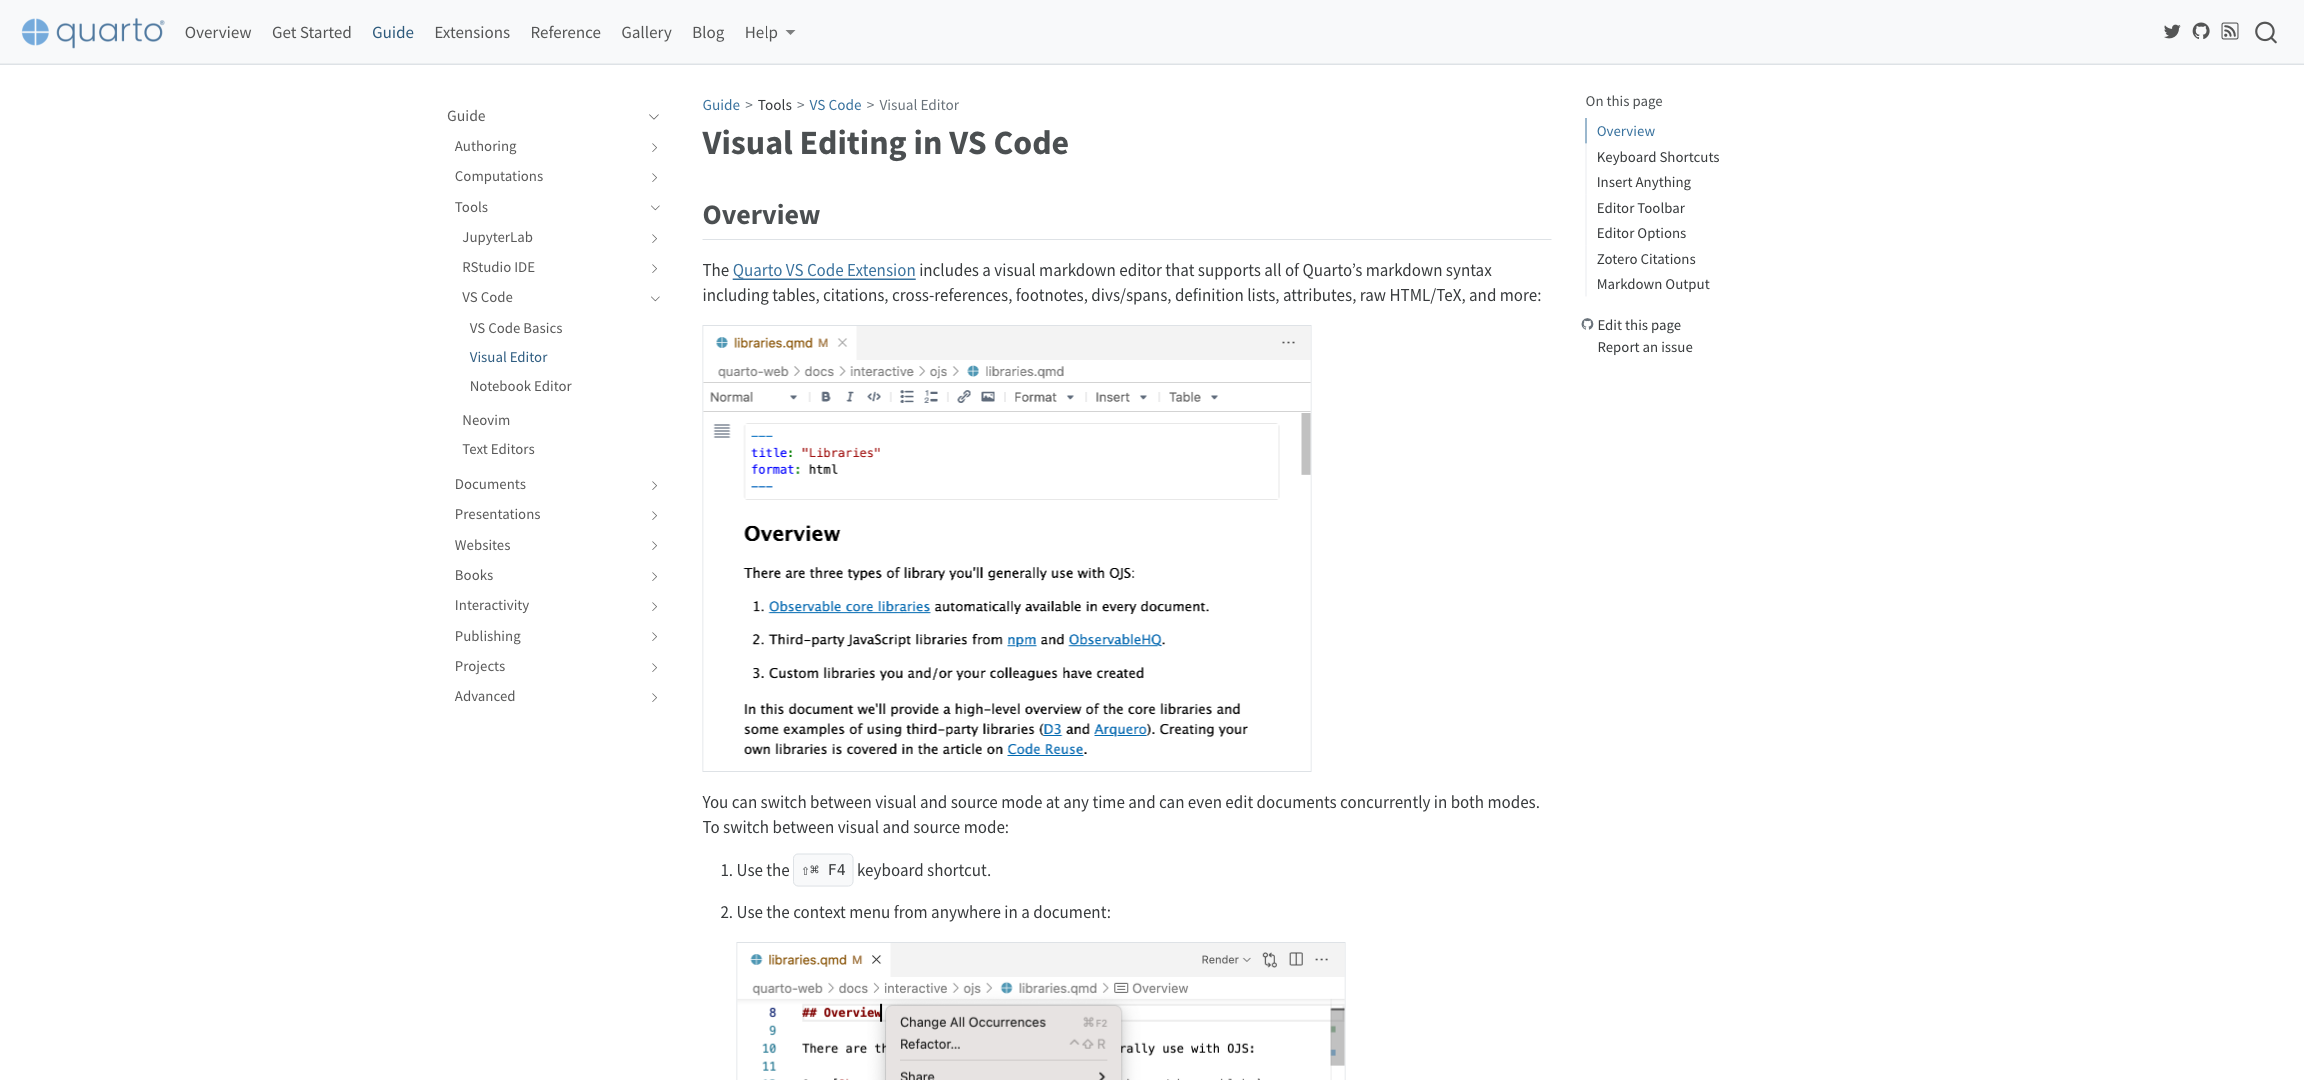 quarto
Overview
Get Started
Guide
Extensions
Reference
Gallery
Blog
Help
Guide
Authoring
Computations
Tools
JupyterLab
RStudio IDE
VS Code
VS Code Basics
Visual Editor
Notebook Editor
Neovim
Text Editors
Documents
Presentations
Websites
Books
Interactivity
Publishing
Projects
Advanced
Guide > Tools > VS Code > Visual Editor
Visual Editing in VS Code
Overview
The Quarto VS Code Extension includes a visual markdown editor that supports all of Quarto’s markdown syntax
including tables, citations, cross-references, footnotes, divs/spans, definition lists, attributes, raw HTML/TeX, and more:
libraries.qmd M
quarto-web > docs > interactive > ojs > libraries.qmd
Normal B I </> Format Insert Table
---
title: "Libraries"
format: html
---
Overview
There are three types of library you'll generally use with OJS:
1. Observable core libraries automatically available in every document.
2. Third-party JavaScript libraries from npm and ObservableHQ.
3. Custom libraries you and/or your colleagues have created
In this document we'll provide a high-level overview of the core libraries and
some examples of using third-party libraries (D3 and Arquero). Creating your
own libraries is covered in the article on Code Reuse.
You can switch between visual and source mode at any time and can even edit documents concurrently in both modes.
To switch between visual and source mode:
1. Use the ⇧⌘ F4 keyboard shortcut.
2. Use the context menu from anywhere in a document:
libraries.qmd M
Render
quarto-web > docs > interactive > ojs > libraries.qmd > Overview
8 ## Overview
9
10 There are th
rally use with OJS:
11
Change All Occurrences ⌘F2
Refactor... ^⇧R
Share
On this page
Overview
Keyboard Shortcuts
Insert Anything
Editor Toolbar
Editor Options
Zotero Citations
Markdown Output
Edit this page
Report an issue